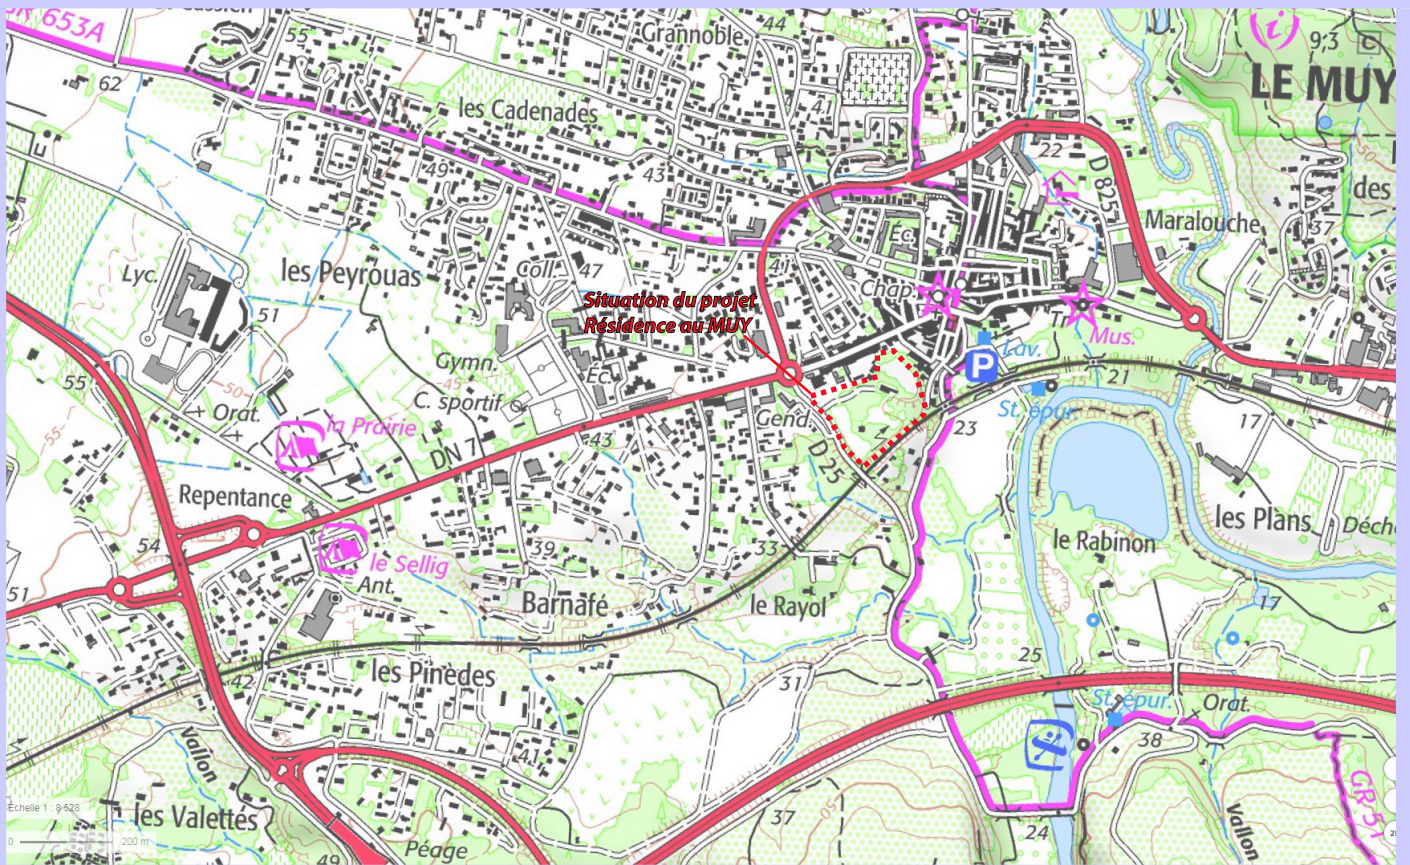 GR 653A
55
Grannoble
44
9,3
C
LE MUY
62
les Cadenades
41
22
49
43
D 825
des
Maralouche
37
Lyc.
les Peyrouas
Coll.
47
41
Éc.
Chap.
51
Situation du projet
Résidence au MUY
Mus.
Lav.
P
Gymn.
45
50
55
C. sportif
Éc.
21
St. épur.
17
Orat.
la Prairie
Gend.
23
43
DN 7
D 25
Repentance
les Plans
Déch
54
39
33
le Rabinon
le Sellig
Ant.
51
Barnafé
le Rayol
17
25
42
les Pinèdes
31
St. épur.
Orat.
38
Vallon
41
GR 51
Échelle 1 : 8 528
les Valettes
37
24
Vallon
0
200 m
49
Péage